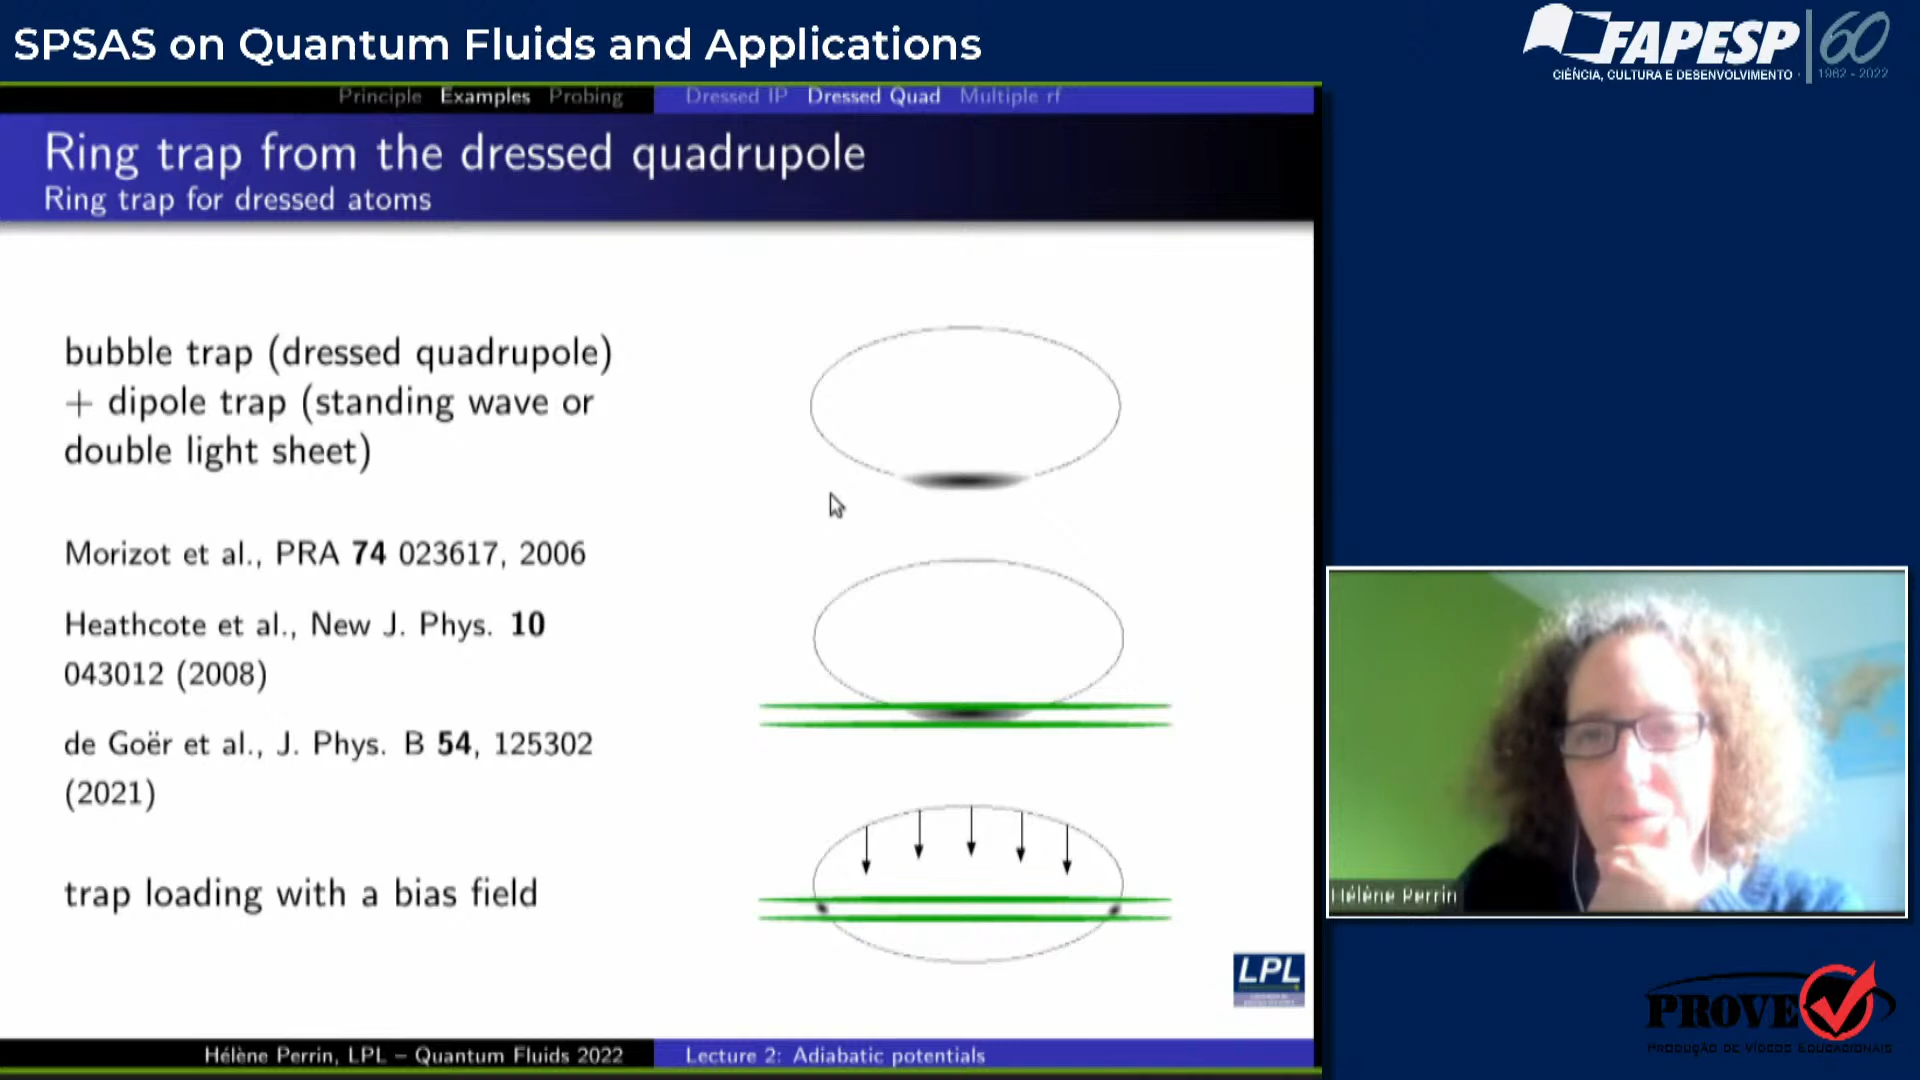 SPSAS on Quantum Fluids and Applications
FAPESP 60
CIÊNCIA, CULTURA E DESENVOLVIMENTO
1962 - 2022
Principle Examples Probing Dressed IP Dressed Quad Multiple rf
Ring trap from the dressed quadrupole
Ring trap for dressed atoms
bubble trap (dressed quadrupole)
+ dipole trap (standing wave or
double light sheet)
Morizot et al., PRA 74 023617, 2006
Heathcote et al., New J. Phys. 10
043012 (2008)
de Goër et al., J. Phys. B 54, 125302
(2021)
trap loading with a bias field
LPL
Hélène Perrin
PROVE
PRODUÇÃO DE VÍDEOS EDUCACIONAIS
Hélène Perrin, LPL – Quantum Fluids 2022 Lecture 2: Adiabatic potentials